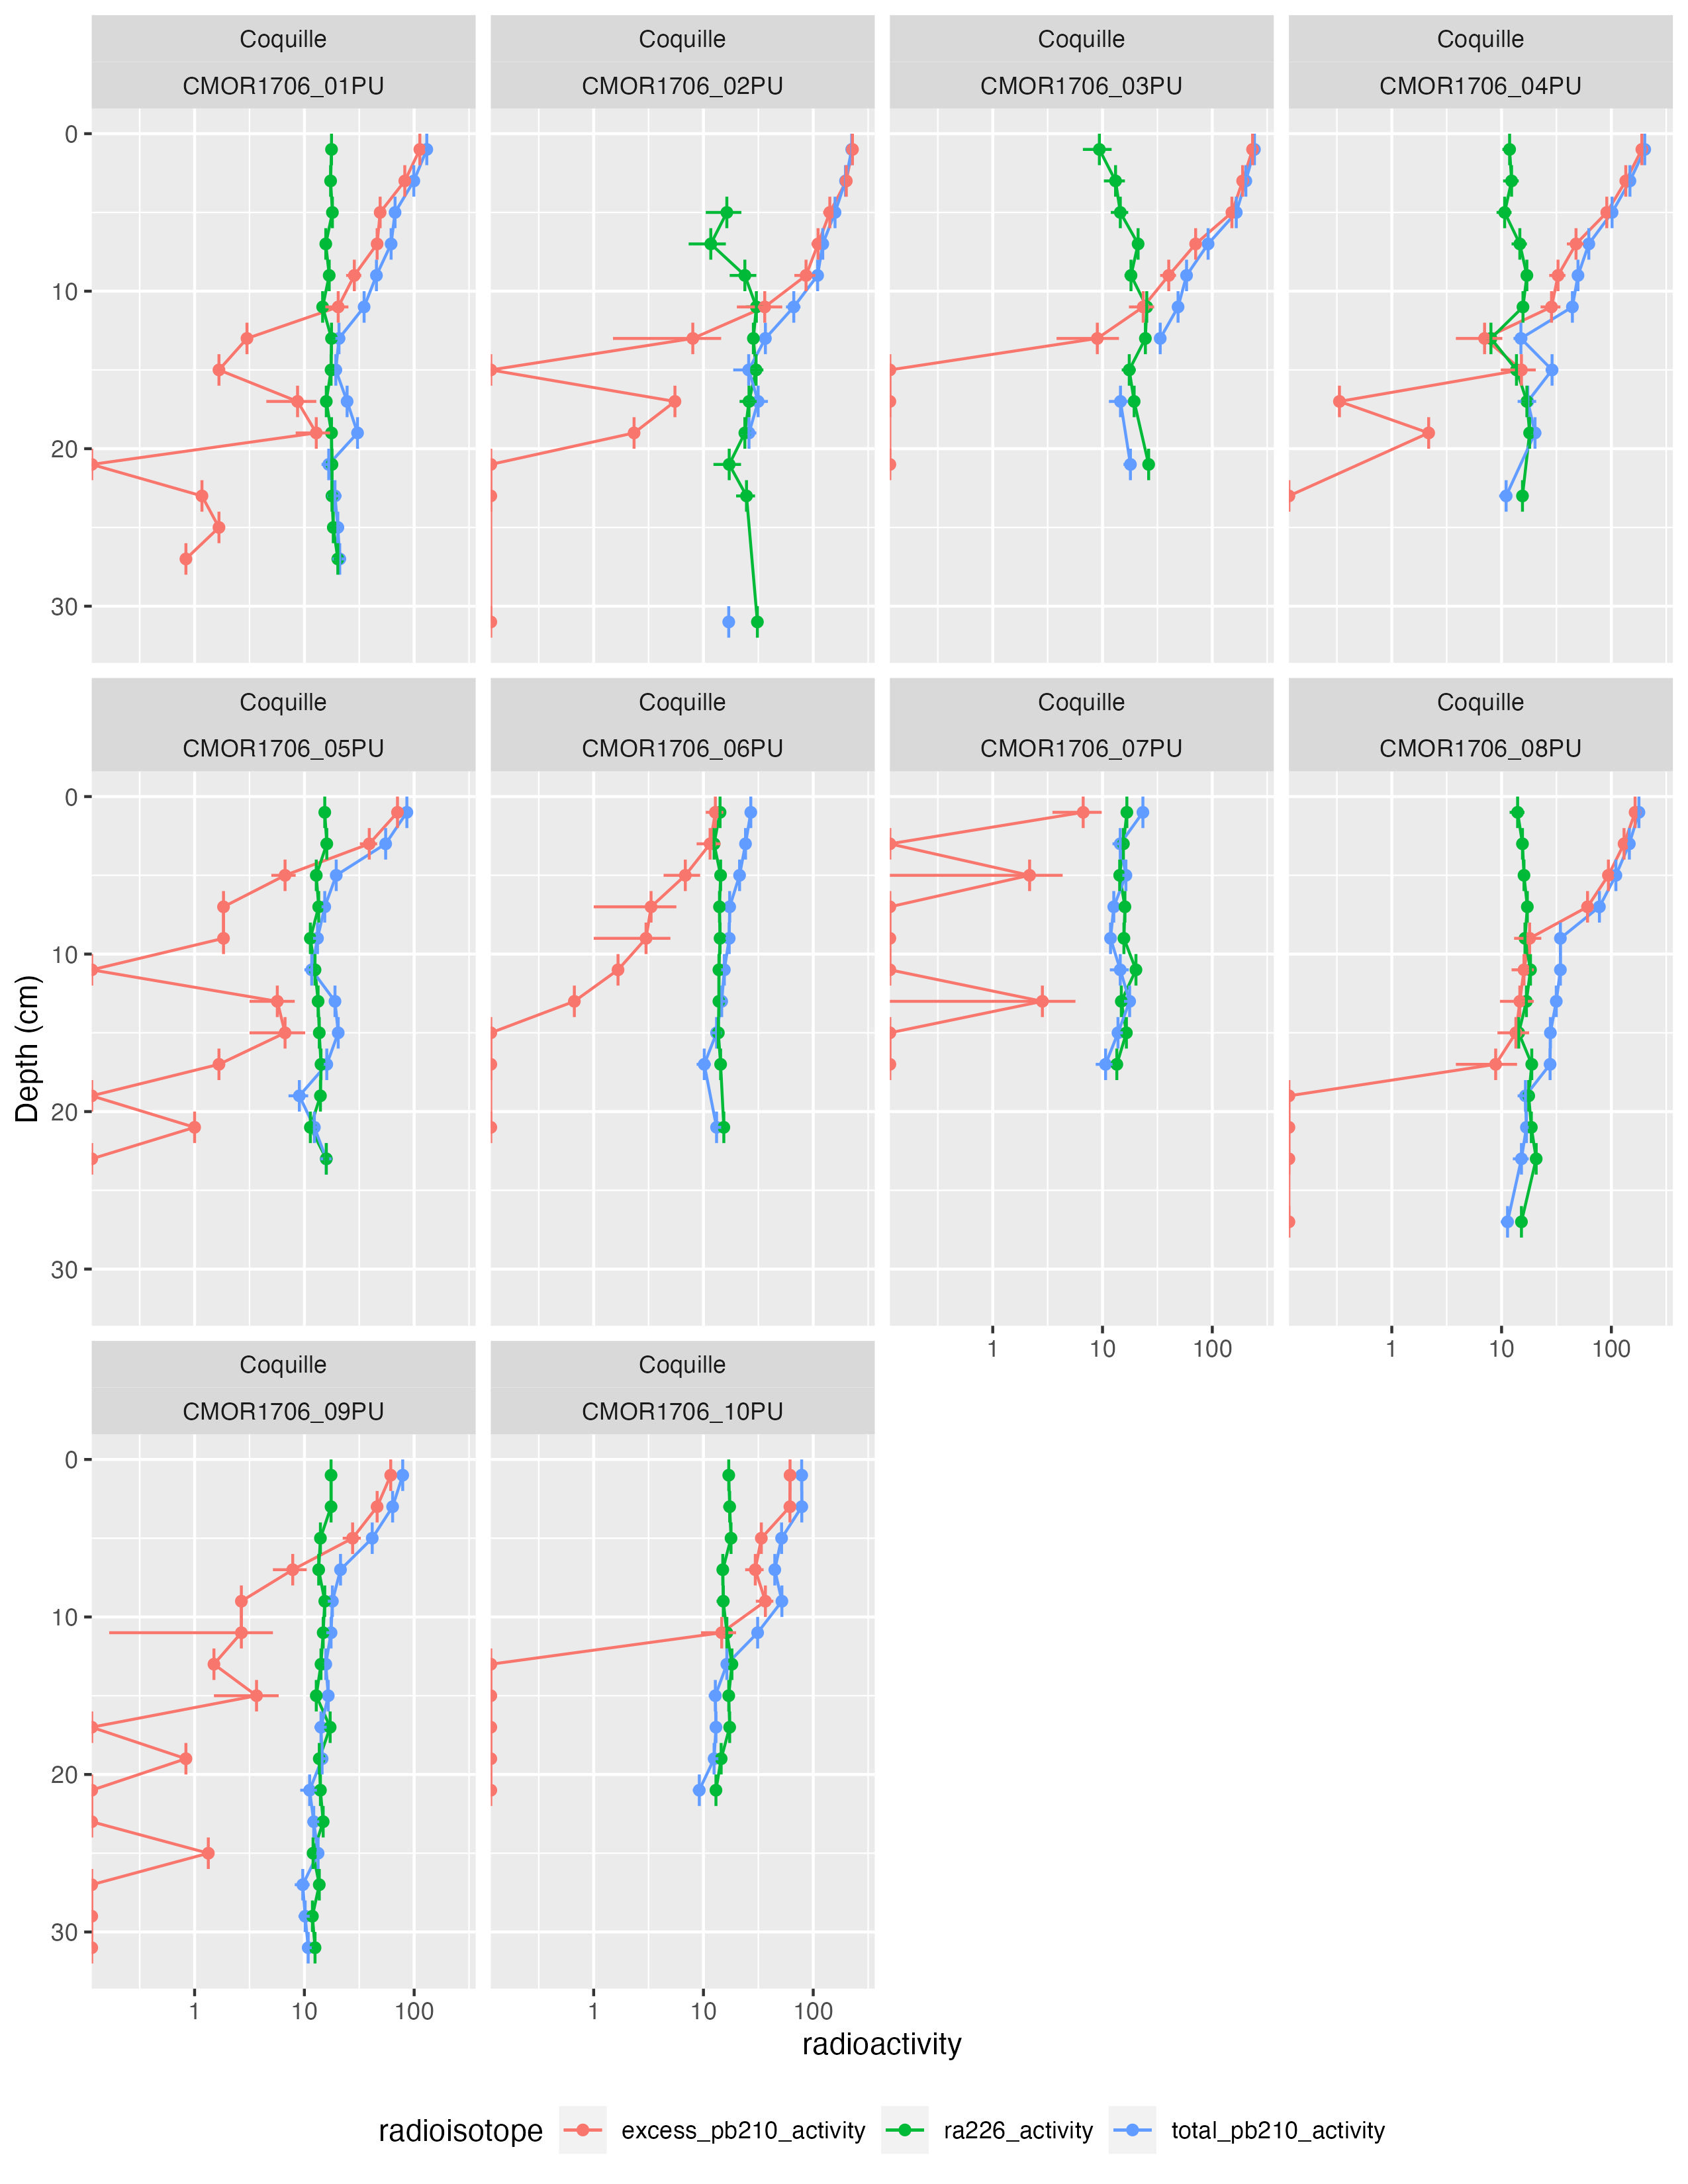 Coquille Coquille Coquille Coquille
CMOR1706_01PU CMOR1706_02PU CMOR1706_03PU CMOR1706_04PU
0
10
20
30
Coquille Coquille Coquille Coquille
CMOR1706_05PU CMOR1706_06PU CMOR1706_07PU CMOR1706_08PU
0
10
Depth (cm)
20
30
1 10 100 1 10 100
Coquille Coquille
CMOR1706_09PU CMOR1706_10PU
0
10
20
30
1 10 100 1 10 100
radioactivity
radioisotope excess_pb210_activity ra226_activity total_pb210_activity